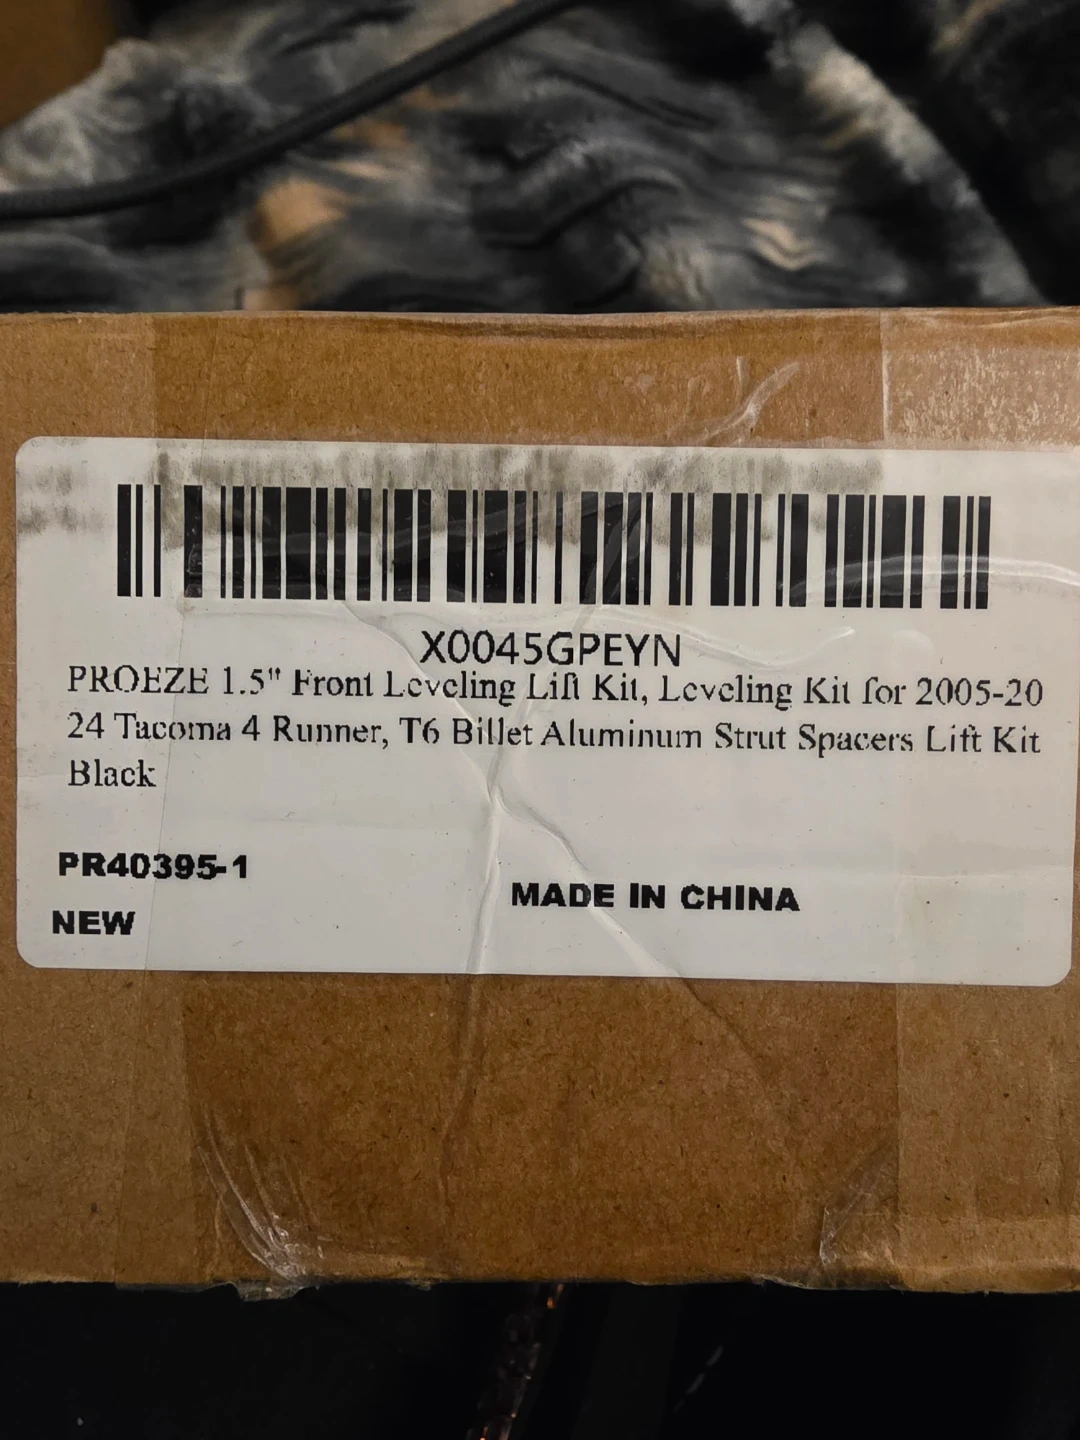 X0045GPEYN
PROEZE 1.5" Front Leveling Lift Kit, Leveling Kit for 2005-20
24 Tacoma 4 Runner, T6 Billet Aluminum Strut Spacers Lift Kit
Black
PR40395-1
MADE IN CHINA
NEW